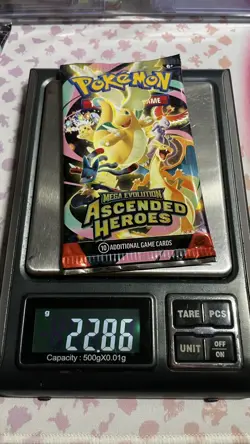 POKÉMON
GAME
MEGA EVOLUTION
ASCENDED
HEROES
10 ADDITIONAL GAME CARDS
g
22.86
Capacity : 500gX0.01g
TARE PCS
UNIT OFF
ON